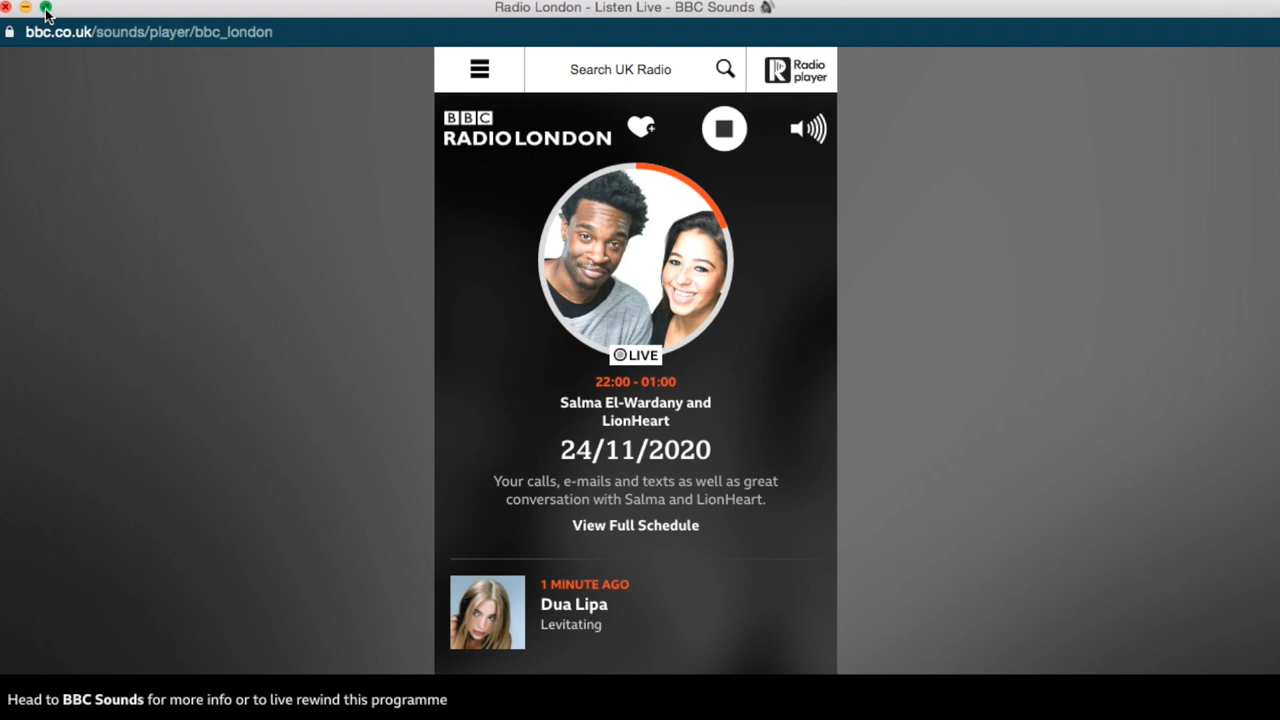 Radio London - Listen Live - BBC Sounds
bbc.co.uk/sounds/player/bbc_london
Search UK Radio
Radio
player
BBC
RADIO LONDON
LIVE
22:00 - 01:00
Salma El-Wardany and
LionHeart
24/11/2020
Your calls, e-mails and texts as well as great
conversation with Salma and LionHeart.
View Full Schedule
1 MINUTE AGO
Dua Lipa
Levitating
Head to BBC Sounds for more info or to live rewind this programme